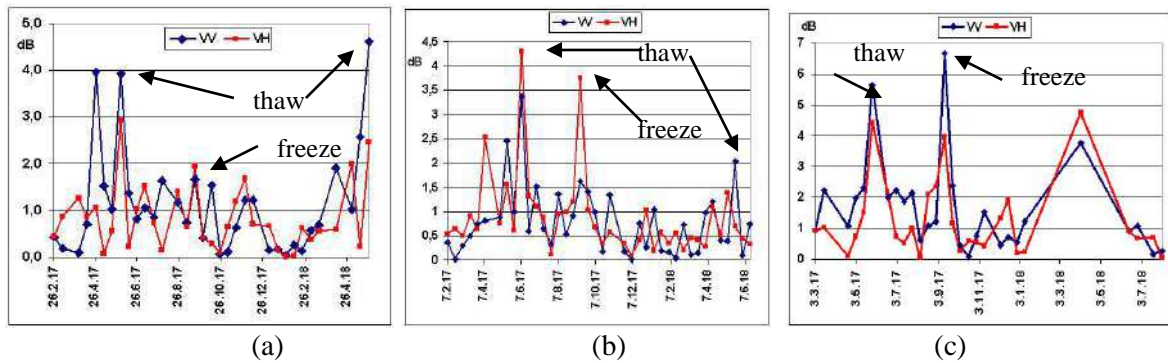 5,0
dB
VV VH
4,0
thaw
3,0
2,0
freeze
1,0
0,0
26.2.17 26.4.17 26.6.17 26.8.17 26.10.17 26.12.17 26.2.18 26.4.18
(a)
4,5
dB
VV VH
4
thaw
3,5
3
2,5
freeze
2
1,5
1
0,5
0
7.2.17 7.4.17 7.6.17 7.8.17 7.10.17 7.12.17 7.2.18 7.4.18 7.6.18
(b)
7
dB
VV VH
6
thaw
freeze
5
4
3
2
1
0
3.3.17 3.5.17 3.7.17 3.9.17 3.11.17 3.1.18 3.3.18 3.5.18 3.7.18
(c)